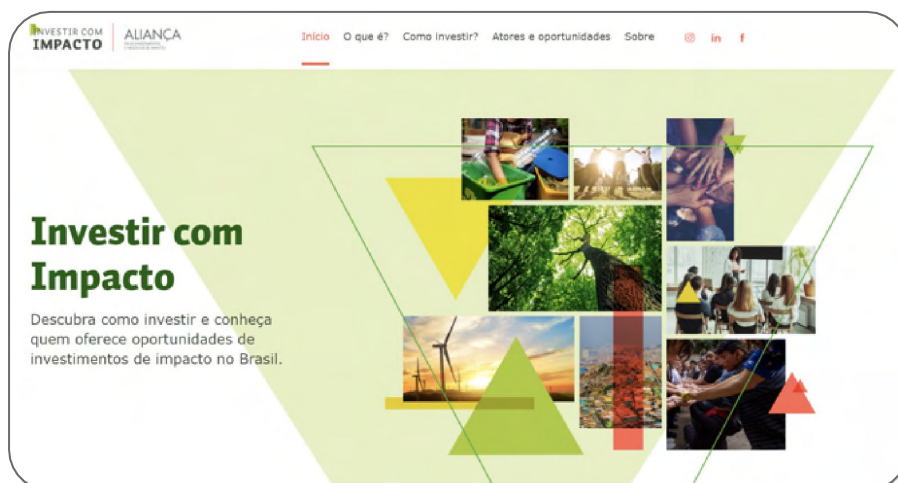 INVESTIR COM
IMPACTO
ALIANÇA
Início O que é? Como investir? Atores e oportunidades Sobre
Investir com
Impacto
Descubra como investir e conheça
quem oferece oportunidades de
investimentos de impacto no Brasil.